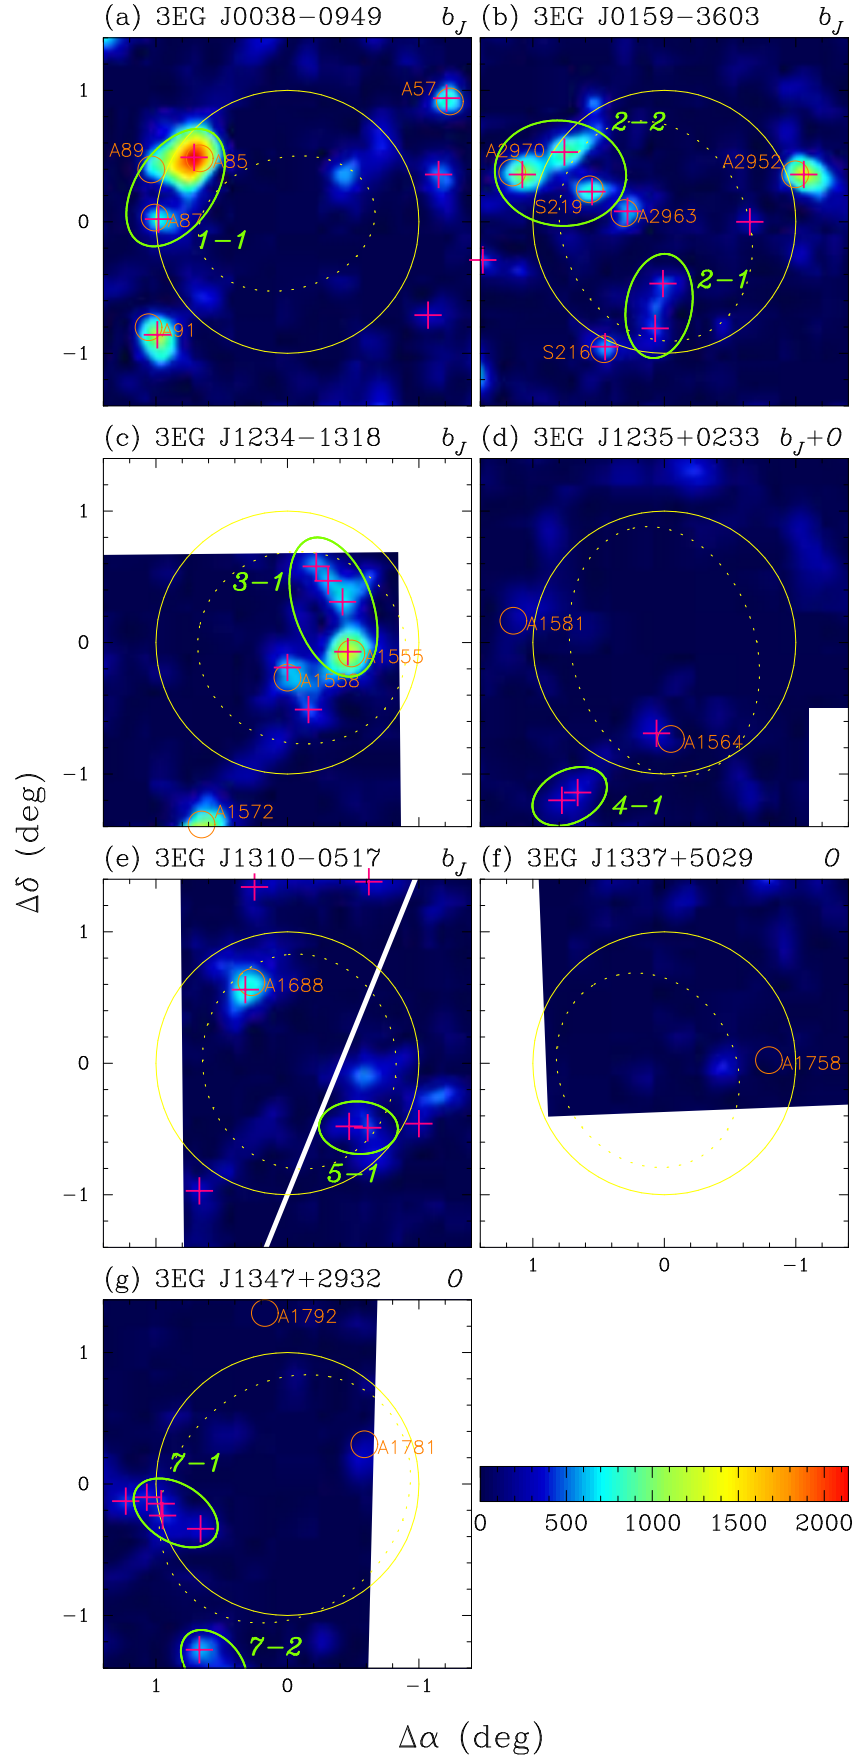 (a) 3EG J0038−0949 b_J
(b) 3EG J0159−3603 b_J
A57
A89
A85
A87
1−1
A91
1
0
−1
2−2
A2970
A2952
S219
A2963
2−1
S216
(c) 3EG J1234−1318 b_J
(d) 3EG J1235+0233 b_J+O
3−1
A1555
A1558
A1572
1
0
−1
A1581
A1564
4−1
(e) 3EG J1310−0517 b_J
(f) 3EG J1337+5029 O
A1688
5−1
1
0
−1
A1758
1 0 −1
(g) 3EG J1347+2932 O
A1792
A1781
7−1
7−2
1
0
−1
1 0 −1
0 500 1000 1500 2000
Δδ (deg)
Δα (deg)